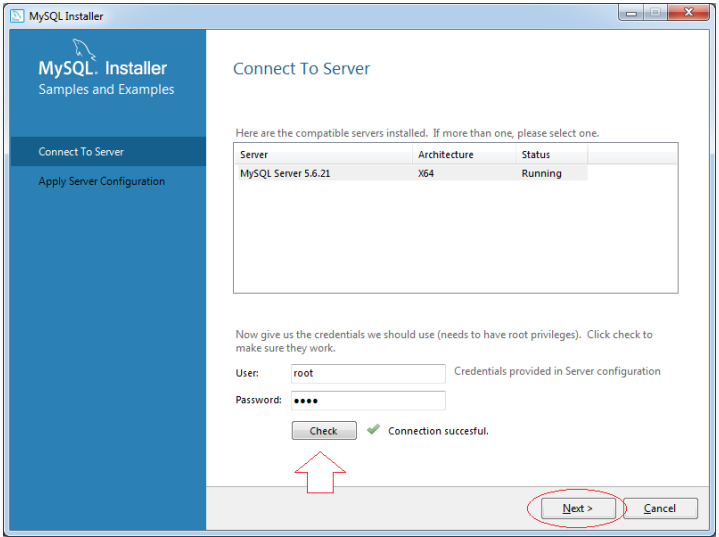 MySQL Installer
MySQL. Installer
Samples and Examples
Connect To Server
Apply Server Configuration
Connect To Server
Here are the compatible servers installed. If more than one, please select one.
Server Architecture Status
MySQL Server 5.6.21 X64 Running
Now give us the credentials we should use (needs to have root privileges). Click check to
make sure they work.
User: root Credentials provided in Server configuration
Password: ●●●●
Check Connection succesful.
Next > Cancel